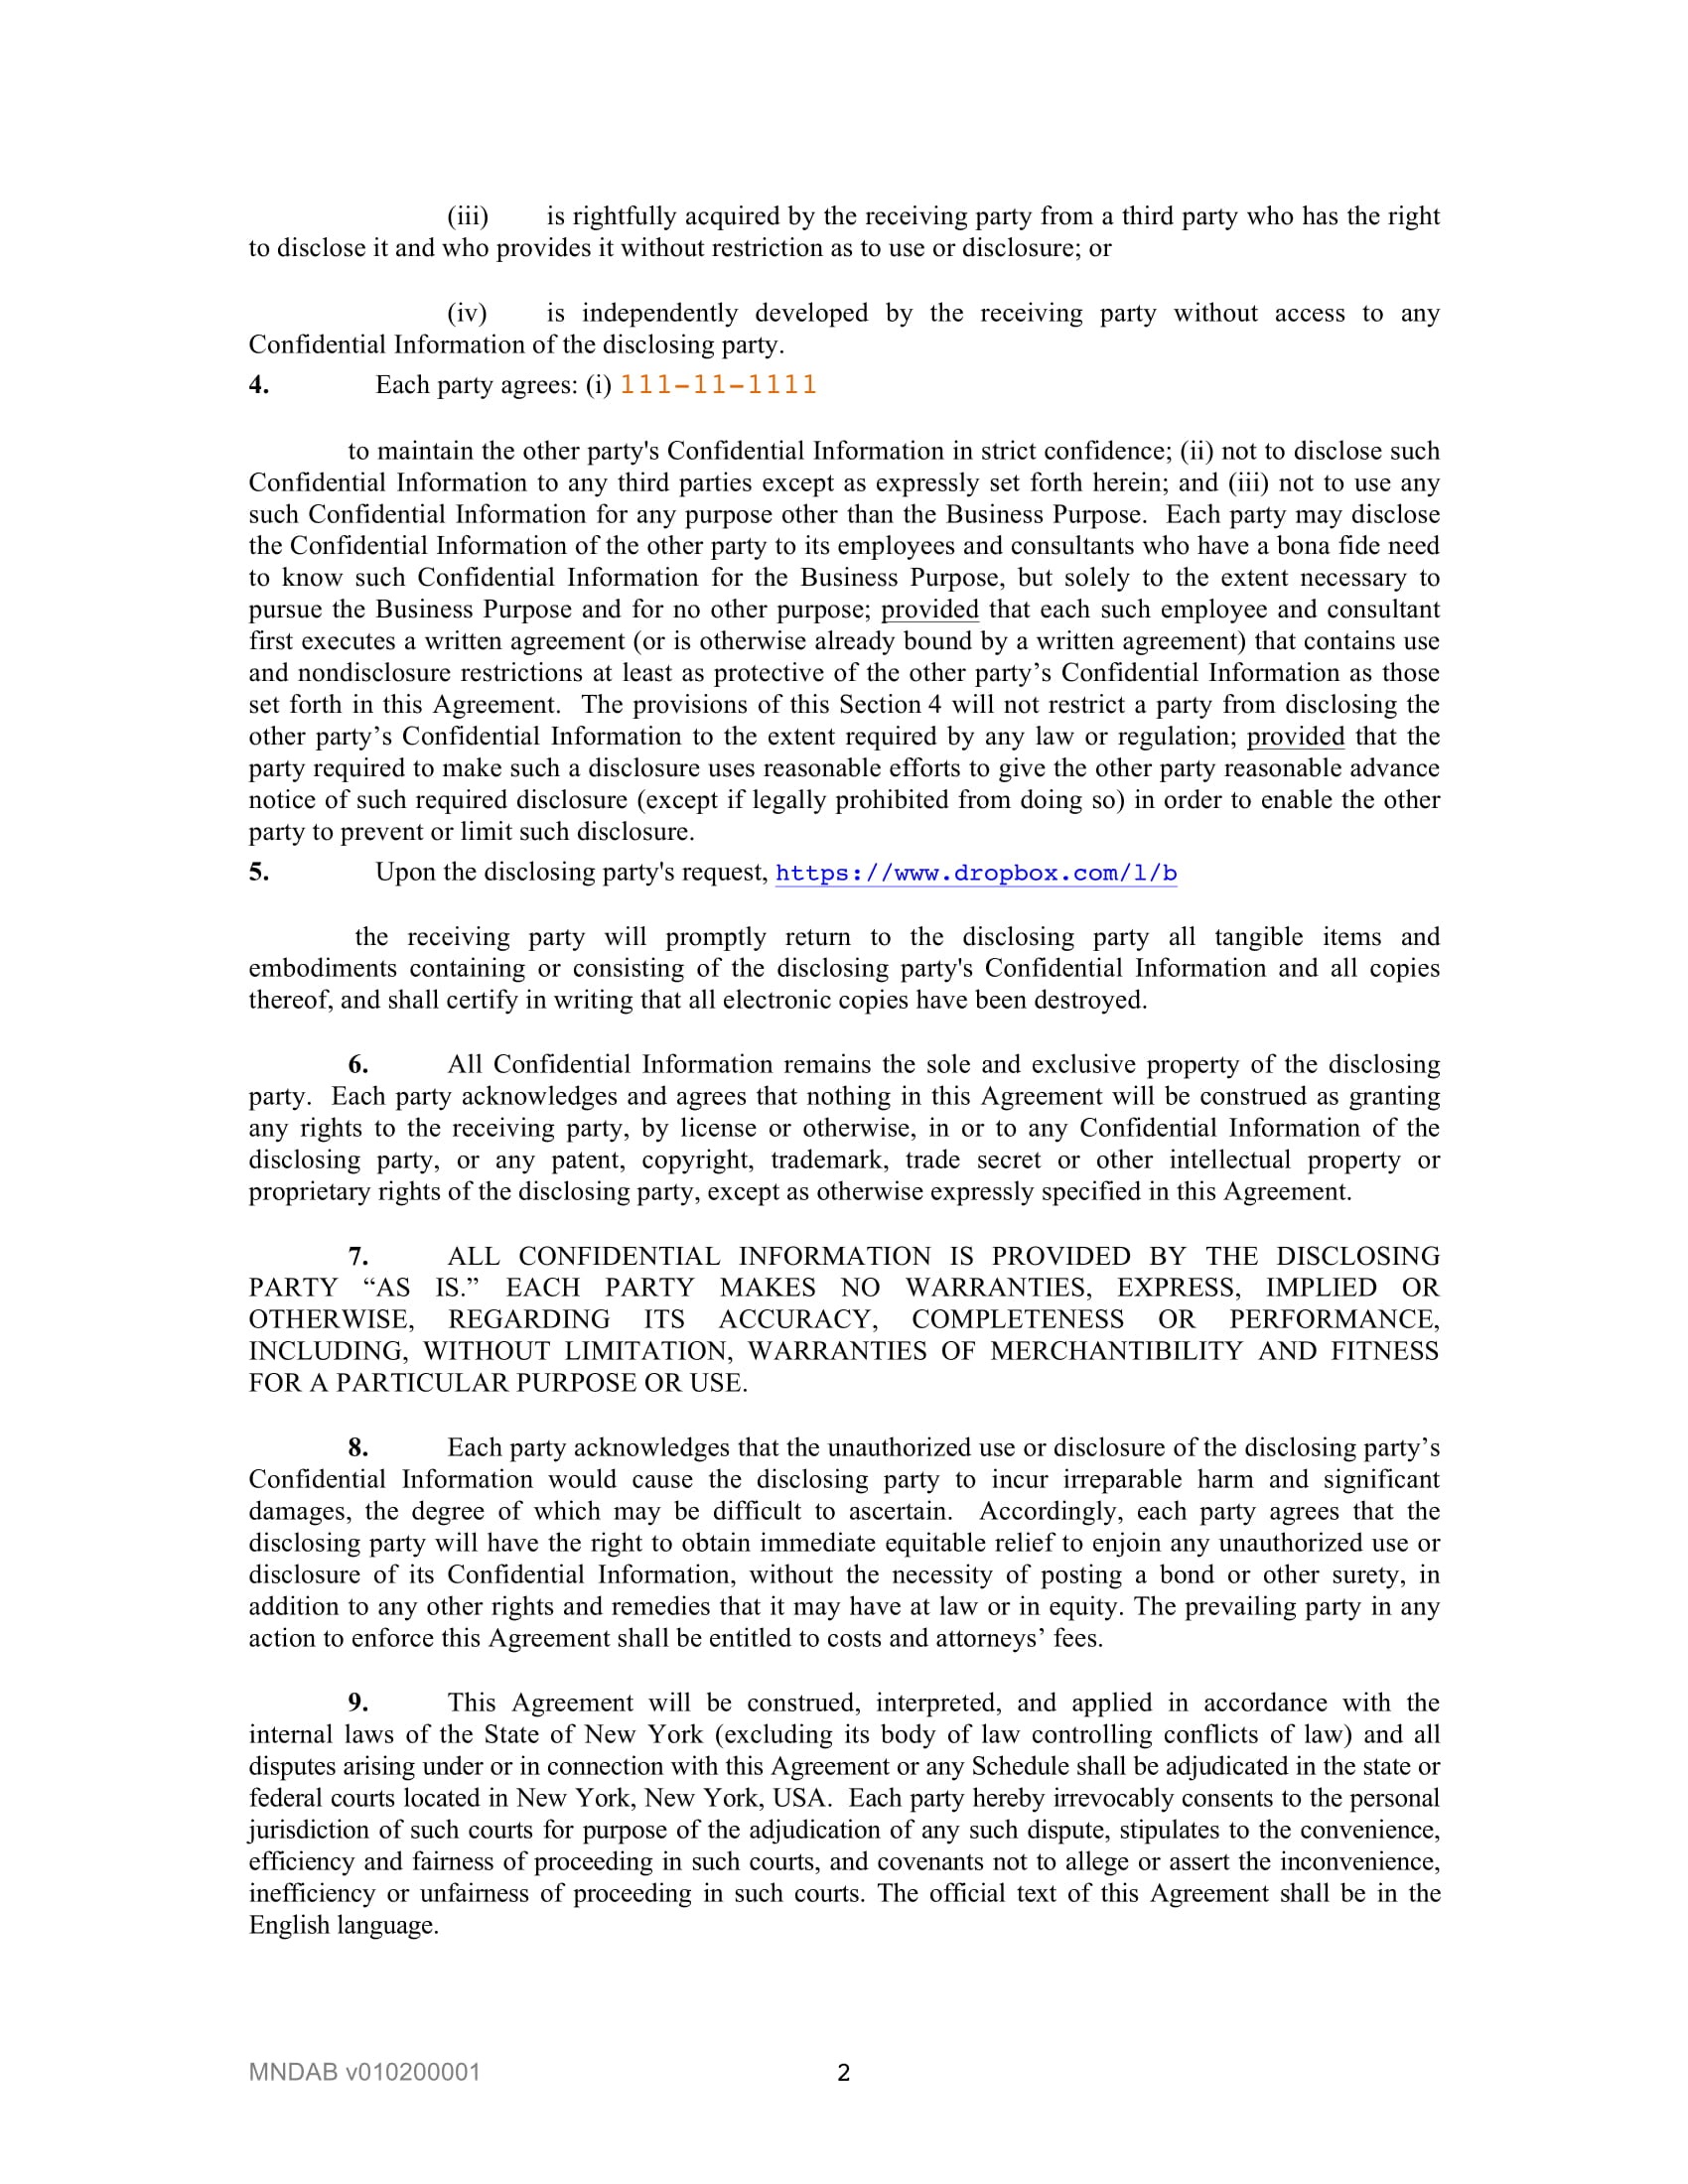 (iii) is rightfully acquired by the receiving party from a third party who has the right
to disclose it and who provides it without restriction as to use or disclosure; or
(iv) is independently developed by the receiving party without access to any
Confidential Information of the disclosing party.
4. Each party agrees: (i) 111-11-1111
to maintain the other party's Confidential Information in strict confidence; (ii) not to disclose such
Confidential Information to any third parties except as expressly set forth herein; and (iii) not to use any
such Confidential Information for any purpose other than the Business Purpose. Each party may disclose
the Confidential Information of the other party to its employees and consultants who have a bona fide need
to know such Confidential Information for the Business Purpose, but solely to the extent necessary to
pursue the Business Purpose and for no other purpose; provided that each such employee and consultant
first executes a written agreement (or is otherwise already bound by a written agreement) that contains use
and nondisclosure restrictions at least as protective of the other party’s Confidential Information as those
set forth in this Agreement. The provisions of this Section 4 will not restrict a party from disclosing the
other party’s Confidential Information to the extent required by any law or regulation; provided that the
party required to make such a disclosure uses reasonable efforts to give the other party reasonable advance
notice of such required disclosure (except if legally prohibited from doing so) in order to enable the other
party to prevent or limit such disclosure.
5. Upon the disclosing party's request, https://www.dropbox.com/l/b
the receiving party will promptly return to the disclosing party all tangible items and
embodiments containing or consisting of the disclosing party's Confidential Information and all copies
thereof, and shall certify in writing that all electronic copies have been destroyed.
6. All Confidential Information remains the sole and exclusive property of the disclosing
party. Each party acknowledges and agrees that nothing in this Agreement will be construed as granting
any rights to the receiving party, by license or otherwise, in or to any Confidential Information of the
disclosing party, or any patent, copyright, trademark, trade secret or other intellectual property or
proprietary rights of the disclosing party, except as otherwise expressly specified in this Agreement.
7. ALL CONFIDENTIAL INFORMATION IS PROVIDED BY THE DISCLOSING
PARTY “AS IS.” EACH PARTY MAKES NO WARRANTIES, EXPRESS, IMPLIED OR
OTHERWISE, REGARDING ITS ACCURACY, COMPLETENESS OR PERFORMANCE,
INCLUDING, WITHOUT LIMITATION, WARRANTIES OF MERCHANTIBILITY AND FITNESS
FOR A PARTICULAR PURPOSE OR USE.
8. Each party acknowledges that the unauthorized use or disclosure of the disclosing party’s
Confidential Information would cause the disclosing party to incur irreparable harm and significant
damages, the degree of which may be difficult to ascertain. Accordingly, each party agrees that the
disclosing party will have the right to obtain immediate equitable relief to enjoin any unauthorized use or
disclosure of its Confidential Information, without the necessity of posting a bond or other surety, in
addition to any other rights and remedies that it may have at law or in equity. The prevailing party in any
action to enforce this Agreement shall be entitled to costs and attorneys’ fees.
9. This Agreement will be construed, interpreted, and applied in accordance with the
internal laws of the State of New York (excluding its body of law controlling conflicts of law) and all
disputes arising under or in connection with this Agreement or any Schedule shall be adjudicated in the state or
federal courts located in New York, New York, USA. Each party hereby irrevocably consents to the personal
jurisdiction of such courts for purpose of the adjudication of any such dispute, stipulates to the convenience,
efficiency and fairness of proceeding in such courts, and covenants not to allege or assert the inconvenience,
inefficiency or unfairness of proceeding in such courts. The official text of this Agreement shall be in the
English language.
MNDAB v010200001 2